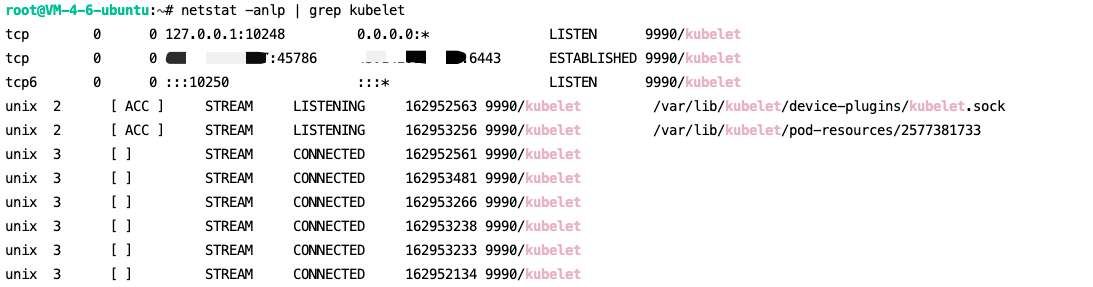 root@VM-4-6-ubuntu:~# netstat -anlp | grep kubelet
tcp 0 0 127.0.0.1:10248 0.0.0.0:* LISTEN 9990/kubelet
tcp 0 0 :45786 :6443 ESTABLISHED 9990/kubelet
tcp6 0 0 :::10250 :::* LISTEN 9990/kubelet
unix 2 [ ACC ] STREAM LISTENING 162952563 9990/kubelet /var/lib/kubelet/device-plugins/kubelet.sock
unix 2 [ ACC ] STREAM LISTENING 162953256 9990/kubelet /var/lib/kubelet/pod-resources/2577381733
unix 3 [ ] STREAM CONNECTED 162952561 9990/kubelet
unix 3 [ ] STREAM CONNECTED 162953481 9990/kubelet
unix 3 [ ] STREAM CONNECTED 162953266 9990/kubelet
unix 3 [ ] STREAM CONNECTED 162953238 9990/kubelet
unix 3 [ ] STREAM CONNECTED 162953233 9990/kubelet
unix 3 [ ] STREAM CONNECTED 162952134 9990/kubelet